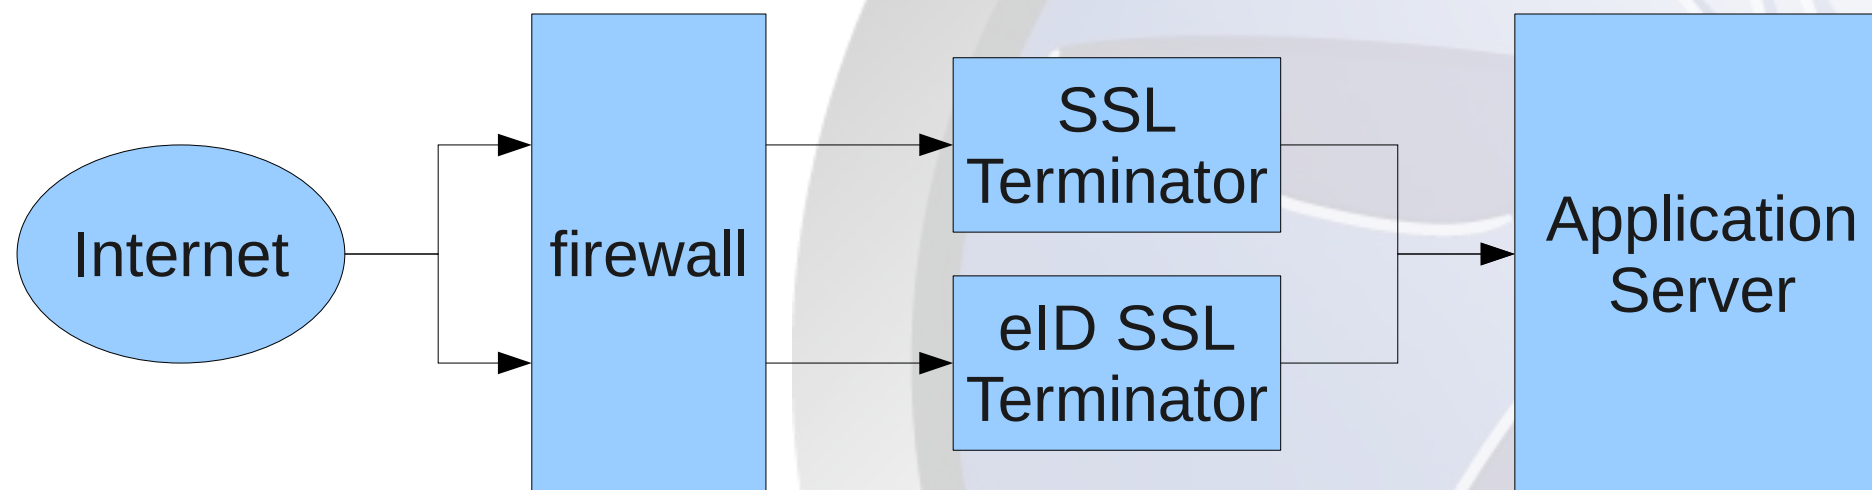 Internet
firewall
SSL
Terminator
eID SSL
Terminator
Application
Server